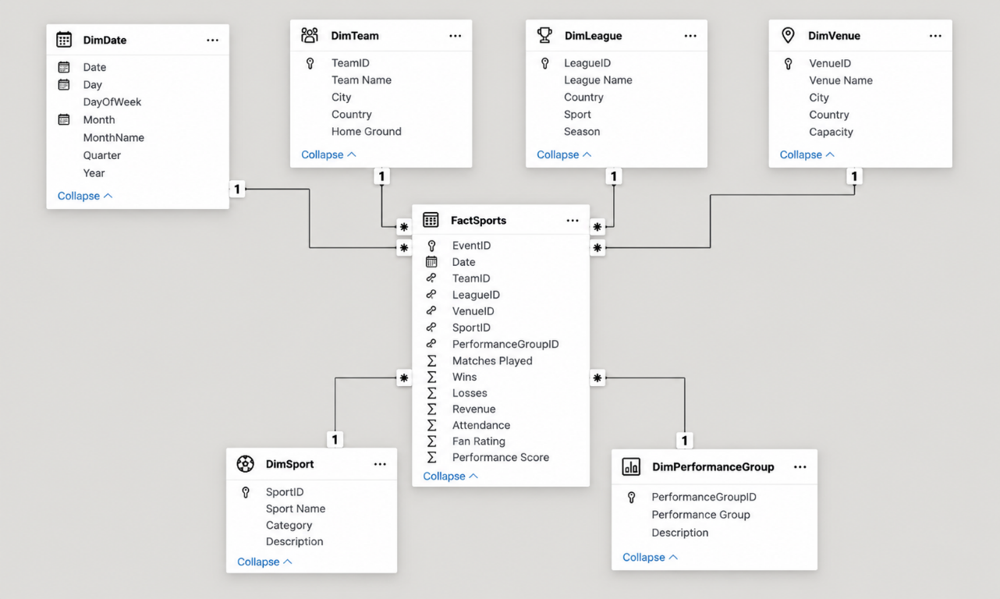 DimDate
Date
Day
DayOfWeek
Month
MonthName
Quarter
Year
Collapse
1
DimTeam
TeamID
Team Name
City
Country
Home Ground
Collapse
1
DimLeague
LeagueID
League Name
Country
Sport
Season
Collapse
1
DimVenue
VenueID
Venue Name
City
Country
Capacity
Collapse
1
FactSports
EventID
Date
TeamID
LeagueID
VenueID
SportID
PerformanceGroupID
Matches Played
Wins
Losses
Revenue
Attendance
Fan Rating
Performance Score
Collapse
*
*
*
*
*
*
1
DimSport
SportID
Sport Name
Category
Description
Collapse
1
DimPerformanceGroup
PerformanceGroupID
Performance Group
Description
Collapse